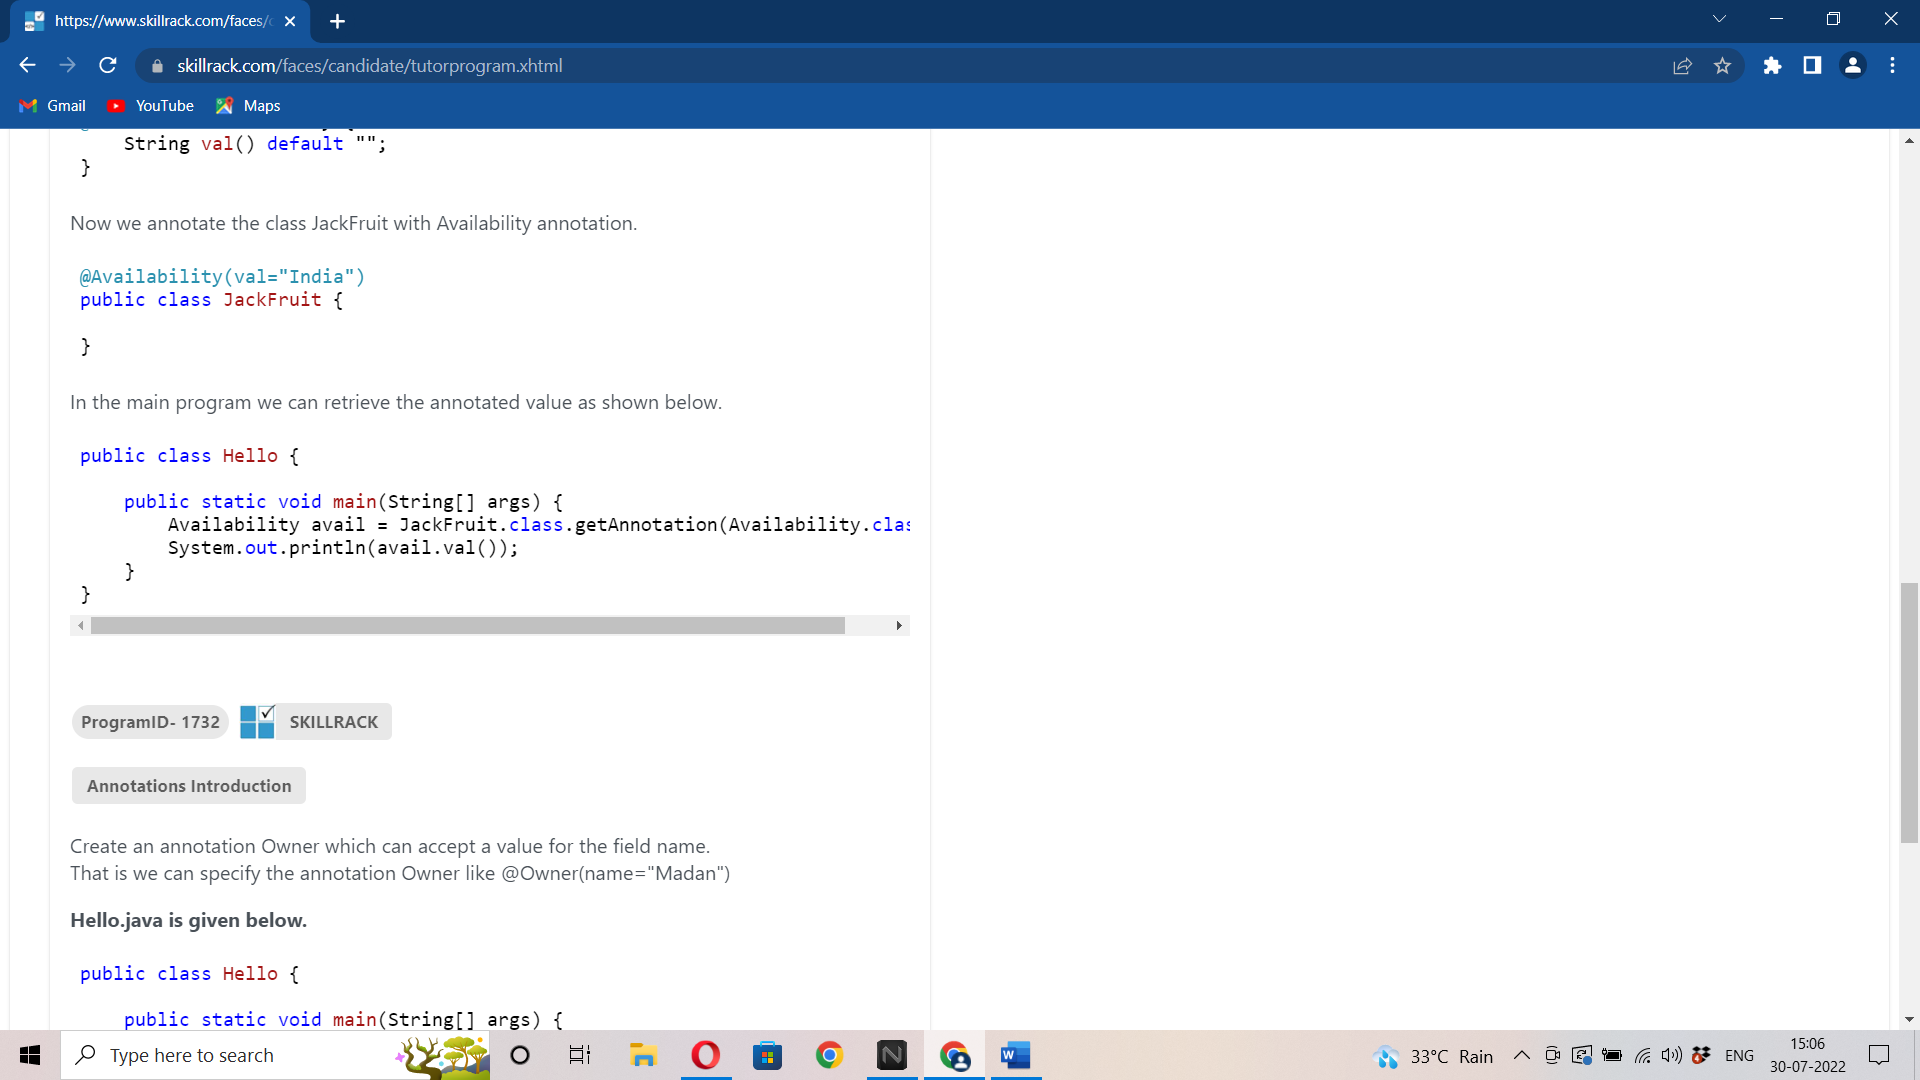 https://www.skillrack.com/faces/c
skillrack.com/faces/candidate/tutorprogram.xhtml
Gmail YouTube Maps
String val() default "";
}
Now we annotate the class JackFruit with Availability annotation.
@Availability(val="India")
public class JackFruit {
}
In the main program we can retrieve the annotated value as shown below.
public class Hello {
public static void main(String[] args) {
Availability avail = JackFruit.class.getAnnotation(Availability.clas
System.out.println(avail.val());
}
}
ProgramID- 1732 SKILLRACK
Annotations Introduction
Create an annotation Owner which can accept a value for the field name.
That is we can specify the annotation Owner like @Owner(name="Madan")
Hello.java is given below.
public class Hello {
public static void main(String[] args) {
Type here to search
33°C Rain
ENG
15:06
30-07-2022